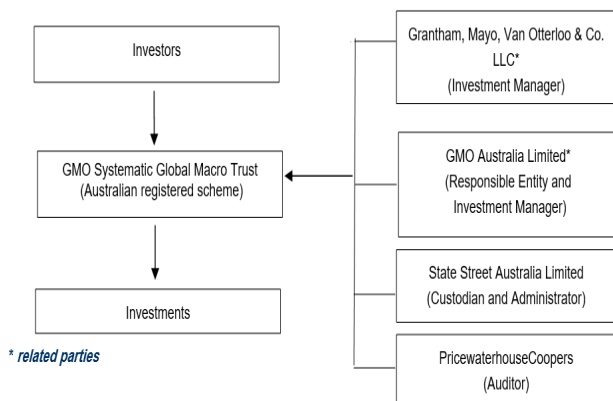 Investors
GMO Systematic Global Macro Trust
(Australian registered scheme)
Investments
* related parties
Grantham, Mayo, Van Otterloo & Co.
LLC*
(Investment Manager)
GMO Australia Limited*
(Responsible Entity and
Investment Manager)
State Street Australia Limited
(Custodian and Administrator)
PricewaterhouseCoopers
(Auditor)